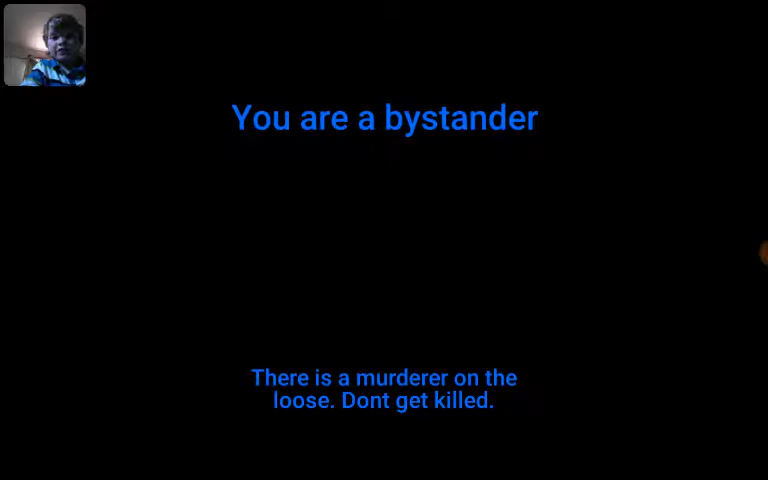 You are a bystander
There is a murderer on the
loose. Dont get killed.